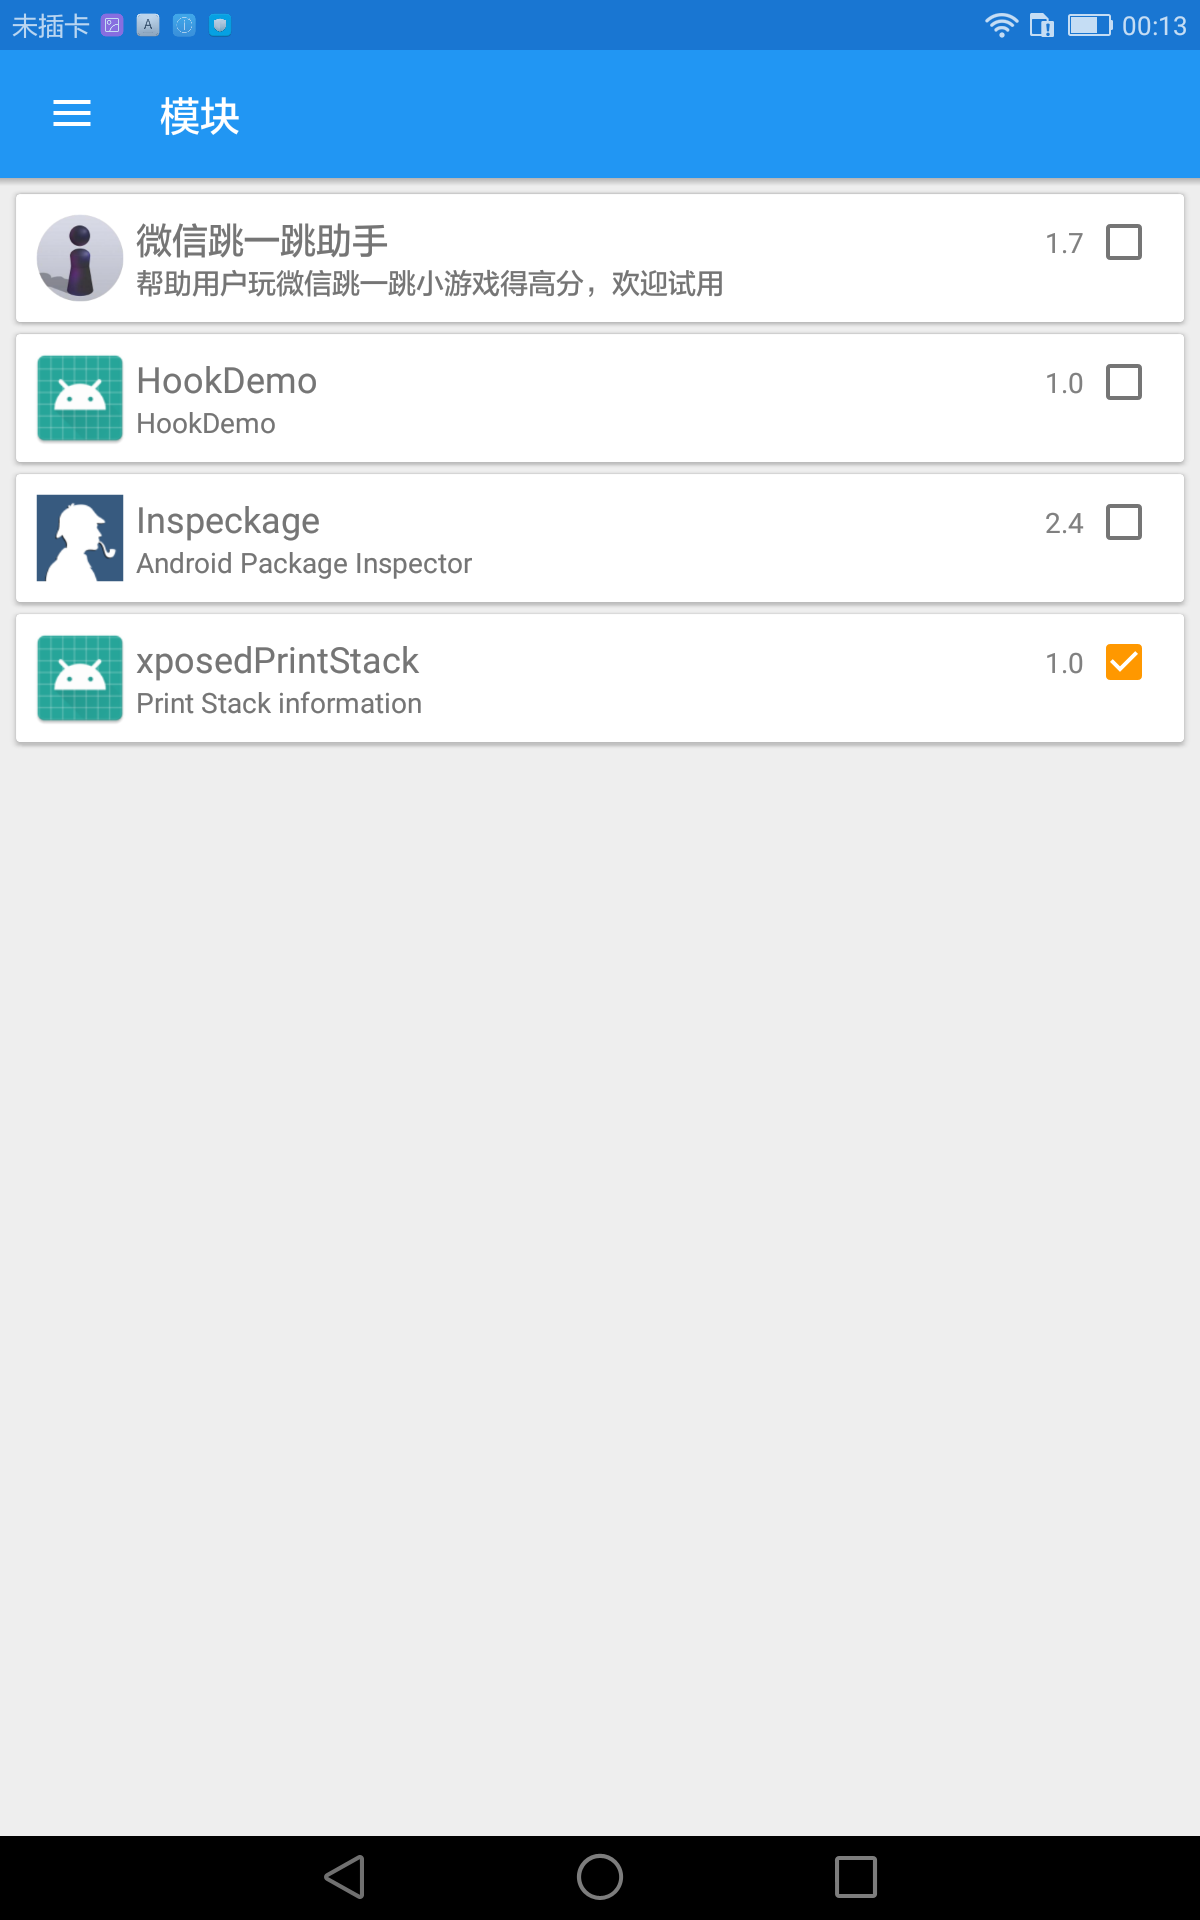 未插卡 A 00:13
模块
微信跳一跳助手 1.7
帮助用户玩微信跳一跳小游戏得高分，欢迎试用
HookDemo 1.0
HookDemo
Inspeckage 2.4
Android Package Inspector
xposedPrintStack 1.0
Print Stack information